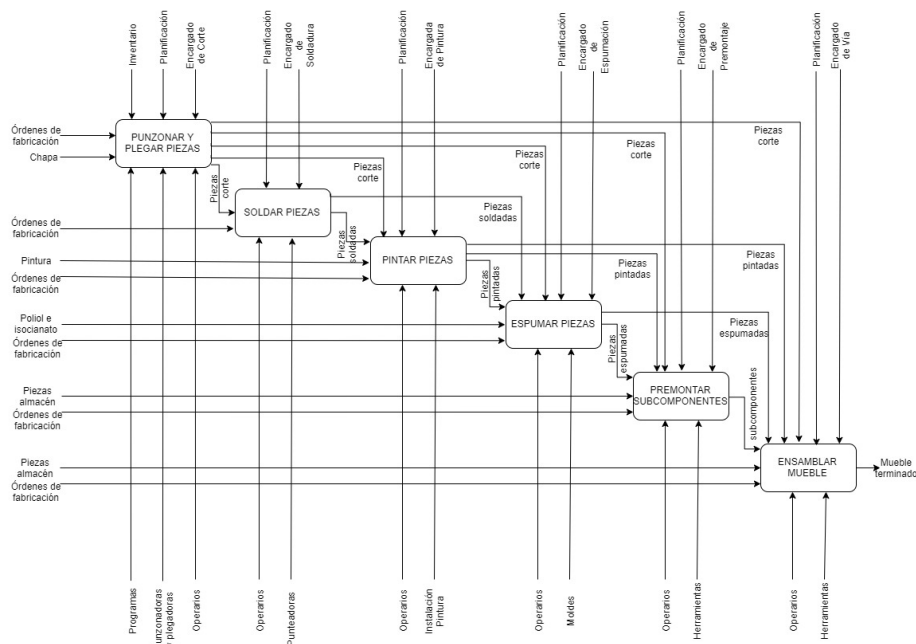 Inventario
Planificación
Encargado
de Corte
Planificación
Encargado
de
Soldadura
Planificación
Encargada
de Pintura
Planificación
Encargado
de
Espumación
Planificación
Encargado
de
Premontaje
Planificación
Encargado
de Vía
Órdenes de
fabricación
Chapa
PUNZONAR Y
PLEGAR PIEZAS
Piezas
corte
Piezas
corte
Piezas
corte
Piezas
corte
Piezas
corte
Órdenes de
fabricación
SOLDAR PIEZAS
Piezas
soldadas
Piezas
soldadas
Pintura
Órdenes de
fabricación
PINTAR PIEZAS
Piezas
pintadas
Piezas
pintadas
Piezas
pintadas
Poliol e
isocianato
Órdenes de
fabricación
ESPUMAR PIEZAS
Piezas
espumadas
Piezas
espumadas
Piezas
almacén
Órdenes de
fabricación
PREMONTAR
SUBCOMPONENTES
subcomponentes
Piezas
almacén
Órdenes de
fabricación
ENSAMBLAR
MUEBLE
Mueble
terminado
Programas
Punzonadoras
y plegadoras
Operarios
Operarios
Punteadoras
Operarios
Instalación
Pintura
Operarios
Moldes
Operarios
Herramientas
Operarios
Herramientas